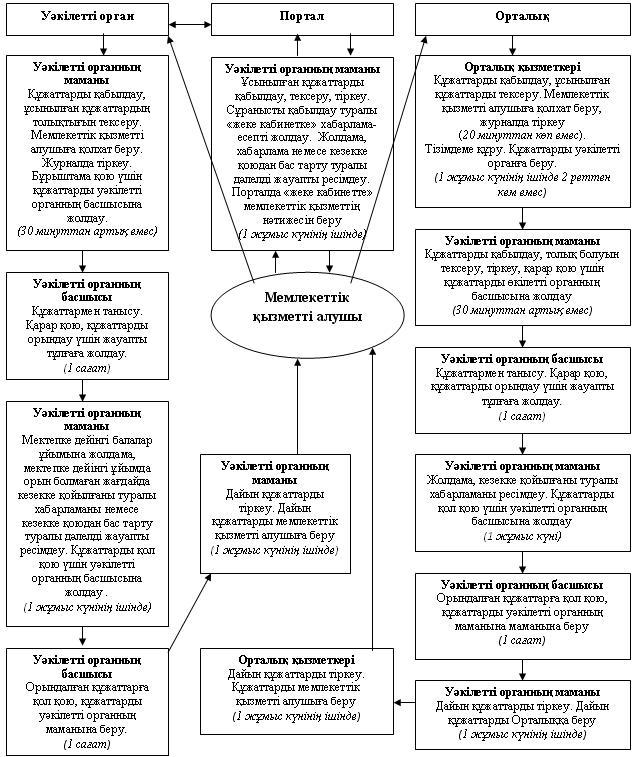 Уәкілетті орган
Портал
Орталық
Уәкілетті органның
маманы
Құжаттарды қабылдау,
ұсынылған құжаттардың
толықтығын тексеру.
Мемлекеттік қызметті
алушыға қолхат беру.
Журналда тіркеу.
Бұрыштама қою үшін
құжаттарды уәкілетті
органның басшысына
жолдау.
(30 минуттан артық емес)
Уәкілетті органның
басшысы
Құжаттармен танысу.
Қарар қою, құжаттарды
орындау үшін жауапты
тұлғаға жолдау.
(1 сағат)
Уәкілетті органның
маманы
Мектепке дейінгі балалар
ұйымына жолдама,
мектепке дейінгі ұйымда
орын болмаған жағдайда
кезекке қойылғаны туралы
хабарламаны немесе
кезекке қоюдан бас тарту
туралы дәлелді жауапты
ресімдеу. Құжаттарды қол
қою үшін уәкілетті
органның басшысына
жолдау .
(1 жұмыс күнінің ішінде)
Уәкілетті органның
басшысы
Орындалған құжаттарға
қол қою, құжаттарды
уәкілетті органның
маманына беру.
(1 сағат)
Уәкілетті органның маманы
Ұсынылған құжаттарды
қабылдау, тексеру, тіркеу.
Сұранысты қабылдау туралы
«жеке кабинетке» хабарлама-
есепті жолдау. Жолдама,
хабарлама немесе кезекке
қоюдан бас тарту туралы
дәлелді жауапты ресімдеу.
Порталда «жеке кабинетте»
мемлекеттік қызметтің
нәтижесін беру
(1 жұмыс күнінің ішінде)
Мемлекеттік
қызметті алушы
Уәкілетті органның
маманы
Дайын құжаттарды
тіркеу. Дайын
құжаттарды мемлекеттік
қызметті алушыға беру
(1 жұмыс күнінің ішінде)
Орталық қызметкері
Дайын құжаттарды тіркеу.
Құжаттарды мемлекеттік
қызметті алушыға беру
(1 жұмыс күнінің ішінде)
Орталық қызметкері
Құжаттарды қабылдау, ұсынылған
құжаттарды тексеру. Мемлекеттік
қызметті алушыға қолхат беру,
журналда тіркеу
(20 минуттан көп емес).
Тізімдеме құру. Құжаттарды уәкілетті
органға беру.
(1 жұмыс күнінің ішінде 2 реттен
кем емес)
Уәкілетті органның маманы
Құжаттарды қабылдау, толық болуын
тексеру, тіркеу, қарар қою үшін
құжаттарды өкілетті органның
басшысына жолдау
(30 минуттан артық емес)
Уәкілетті органның басшысы
Құжаттармен танысу. Қарар қою,
құжаттарды орындау үшін жауапты
тұлғаға жолдау.
(1 сағат)
Уәкілетті органның маманы
Жолдама, кезекке қойылғаны туралы
хабарламаны ресімдеу. Құжаттарды
қол қою үшін уәкілетті органның
басшысына жолдау
(1 жұмыс күні)
Уәкілетті органның басшысы
Орындалған құжаттарға қол қою,
құжаттарды уәкілетті органның
маманына маманына беру
(1 сағат)
Уәкілетті органның маманы
Дайын құжаттарды тіркеу. Дайын
құжаттарды Орталыққа беру
(1 жұмыс күнінің ішінде)